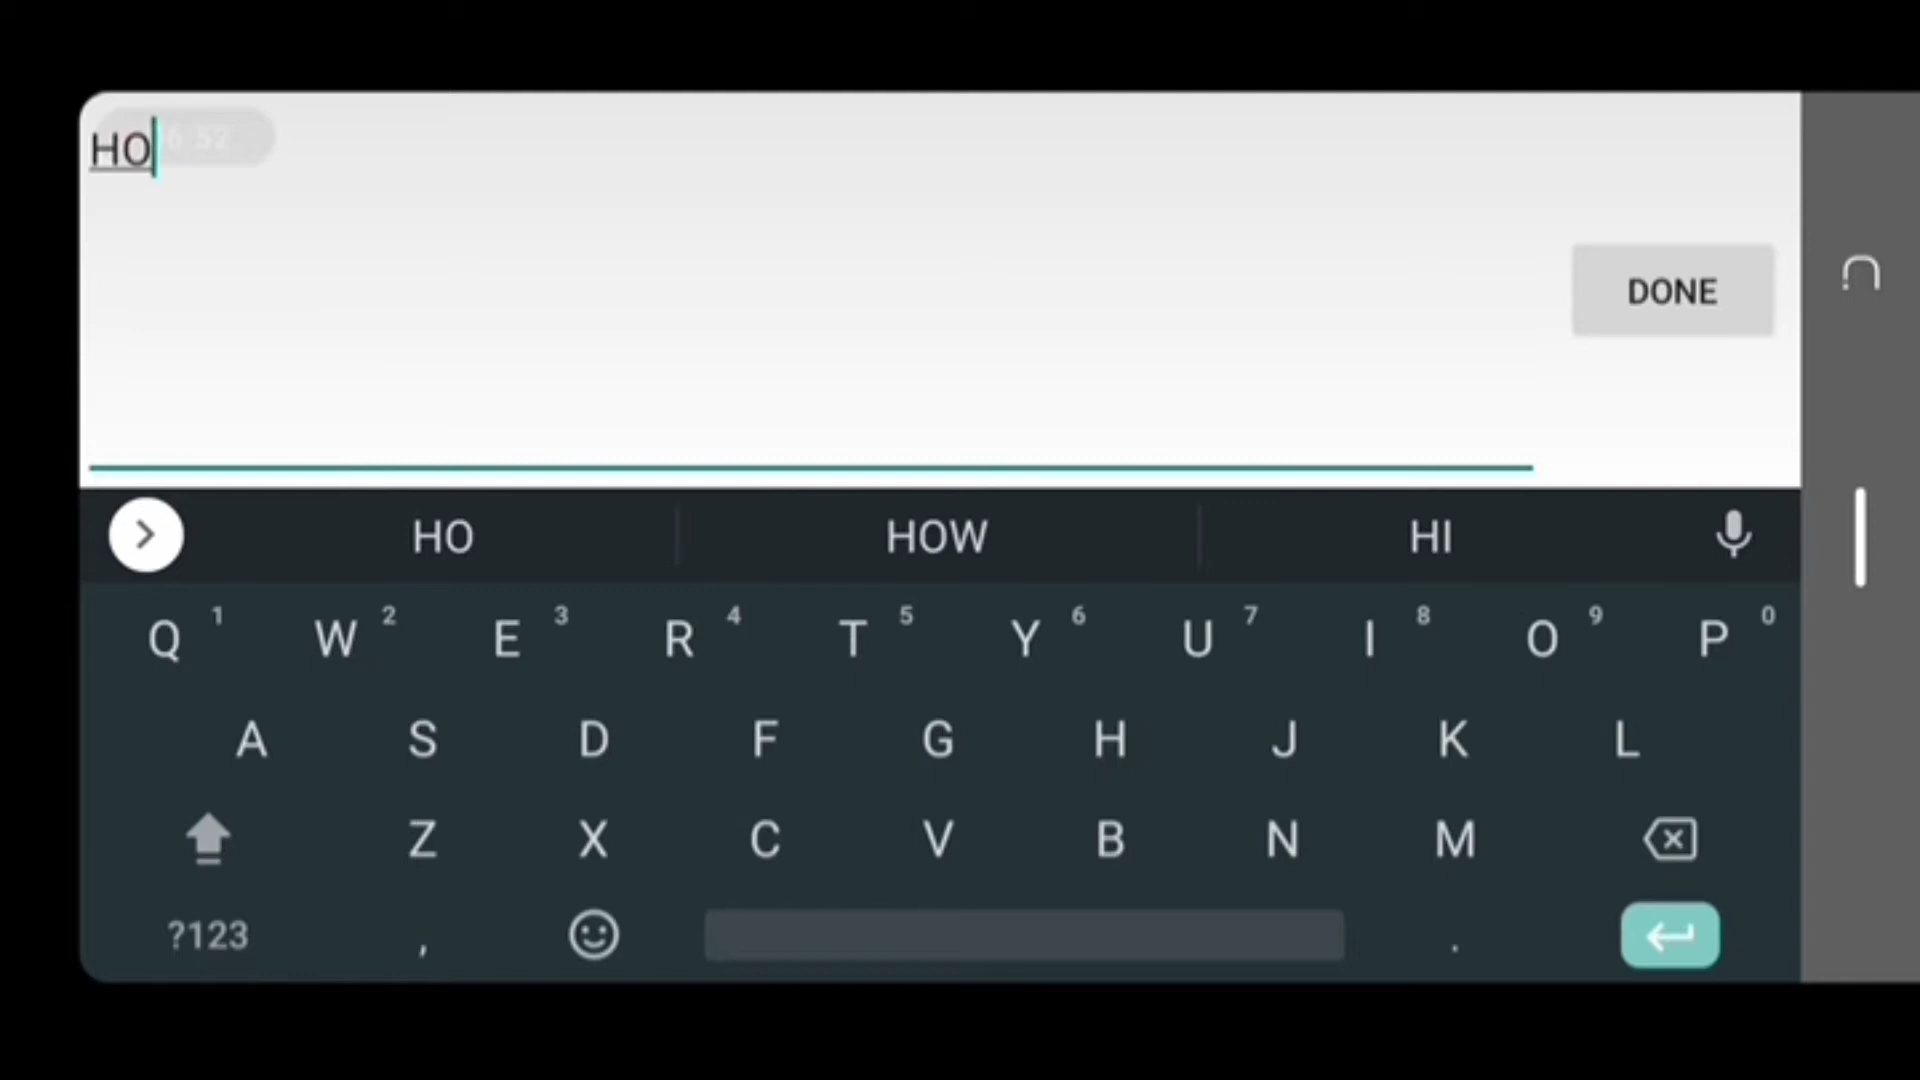 HO
DONE
HO HOW HI
Q 1 W 2 E 3 R 4 T 5 Y 6 U 7 I 8 O 9 P 0
A S D F G H J K L
Z X C V B N M
?123 , .